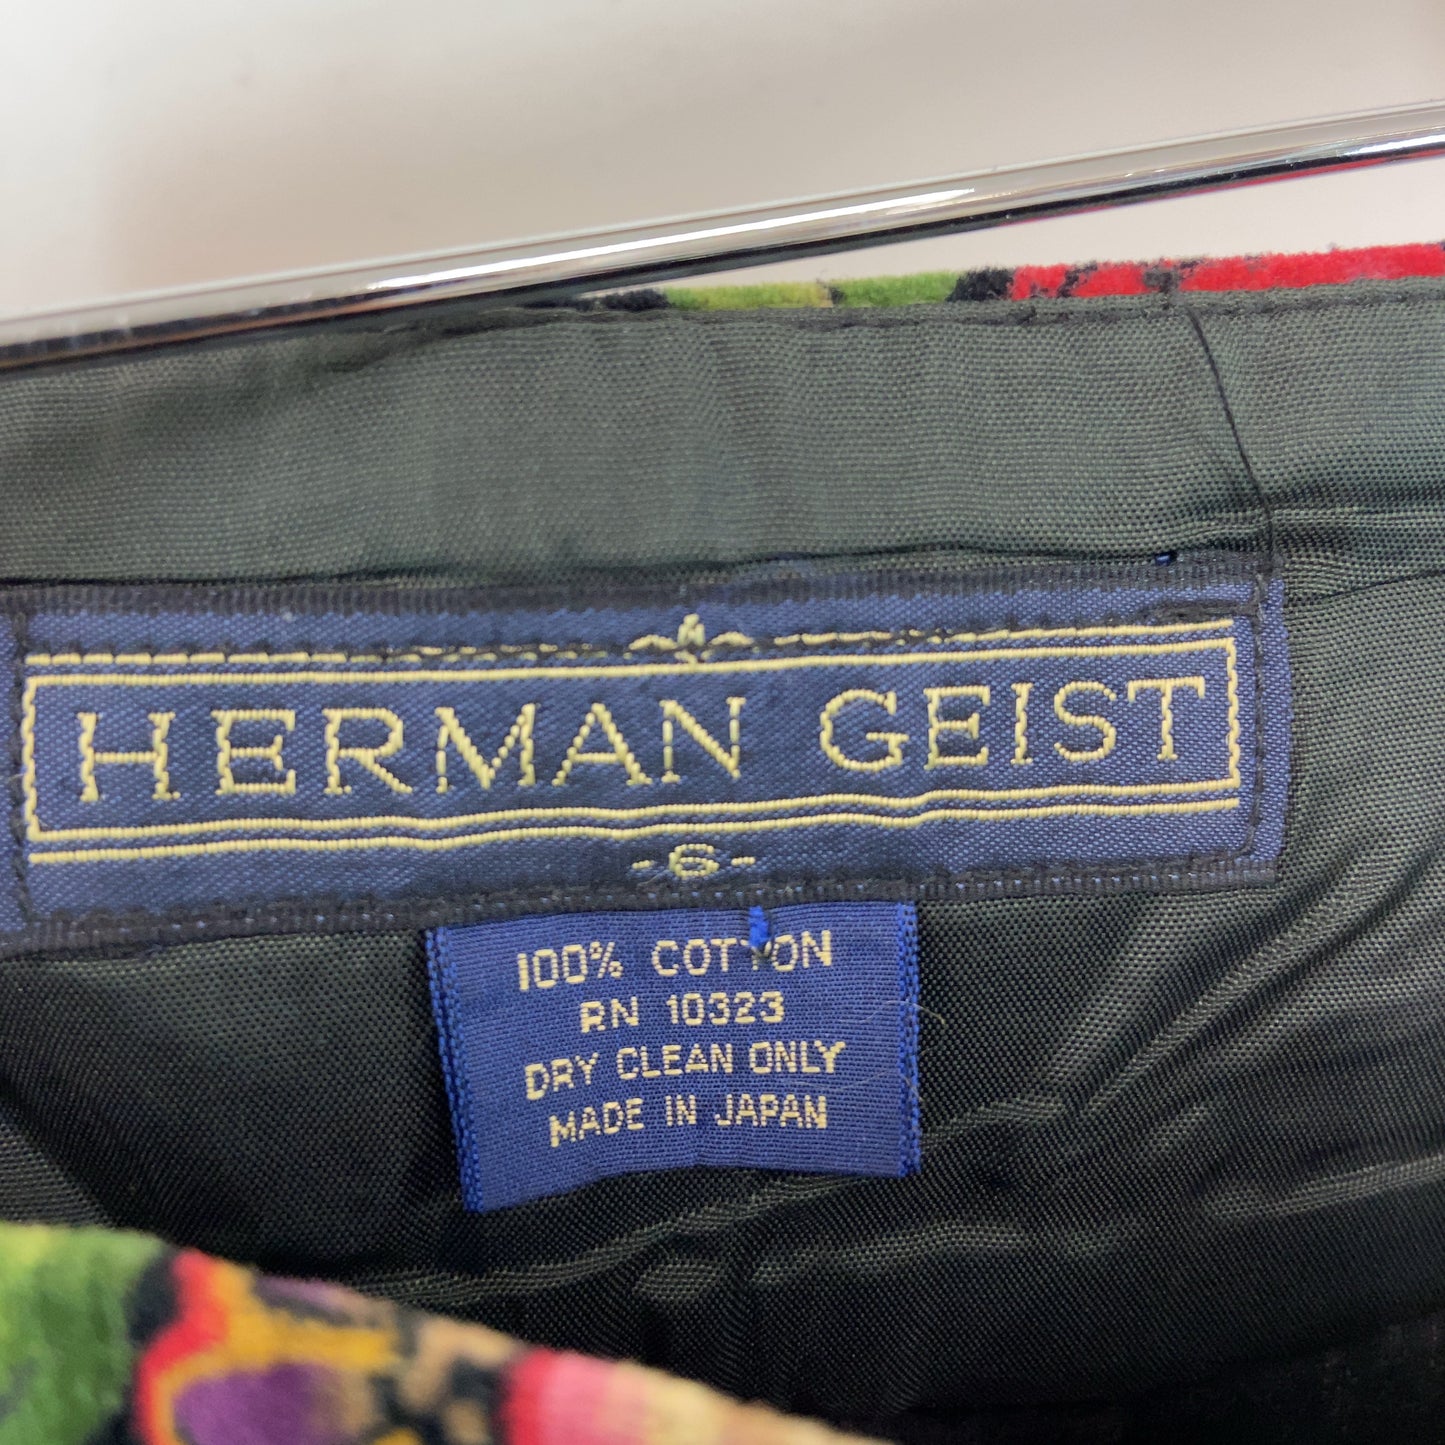 HERMAN GEIST
-6-
100% COTTON
RN 10323
DRY CLEAN ONLY
MADE IN JAPAN